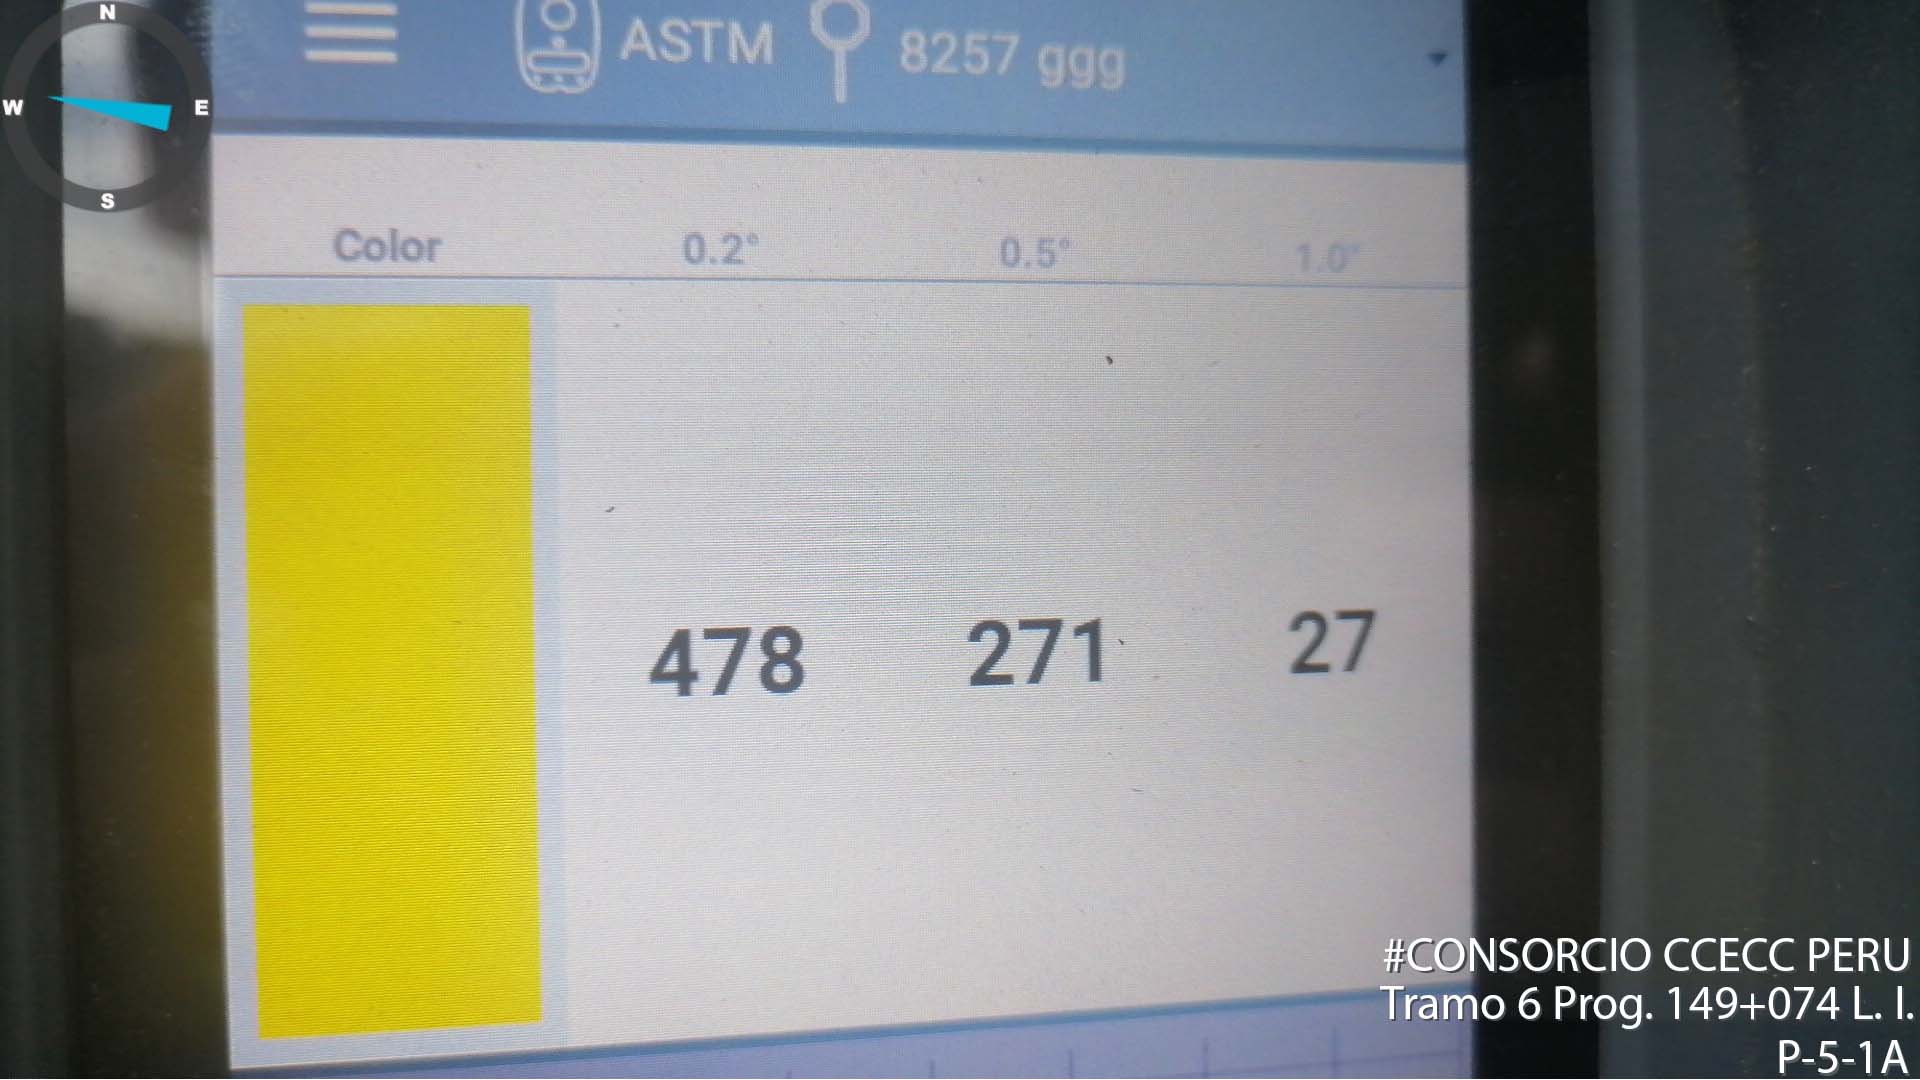 N
W E
S
ASTM 8257 ggg
Color 0.2° 0.5° 1.0°
478 271 27
#CONSORCIO CCECC PERU
Tramo 6 Prog. 149+074 L. I.
P-5-1A